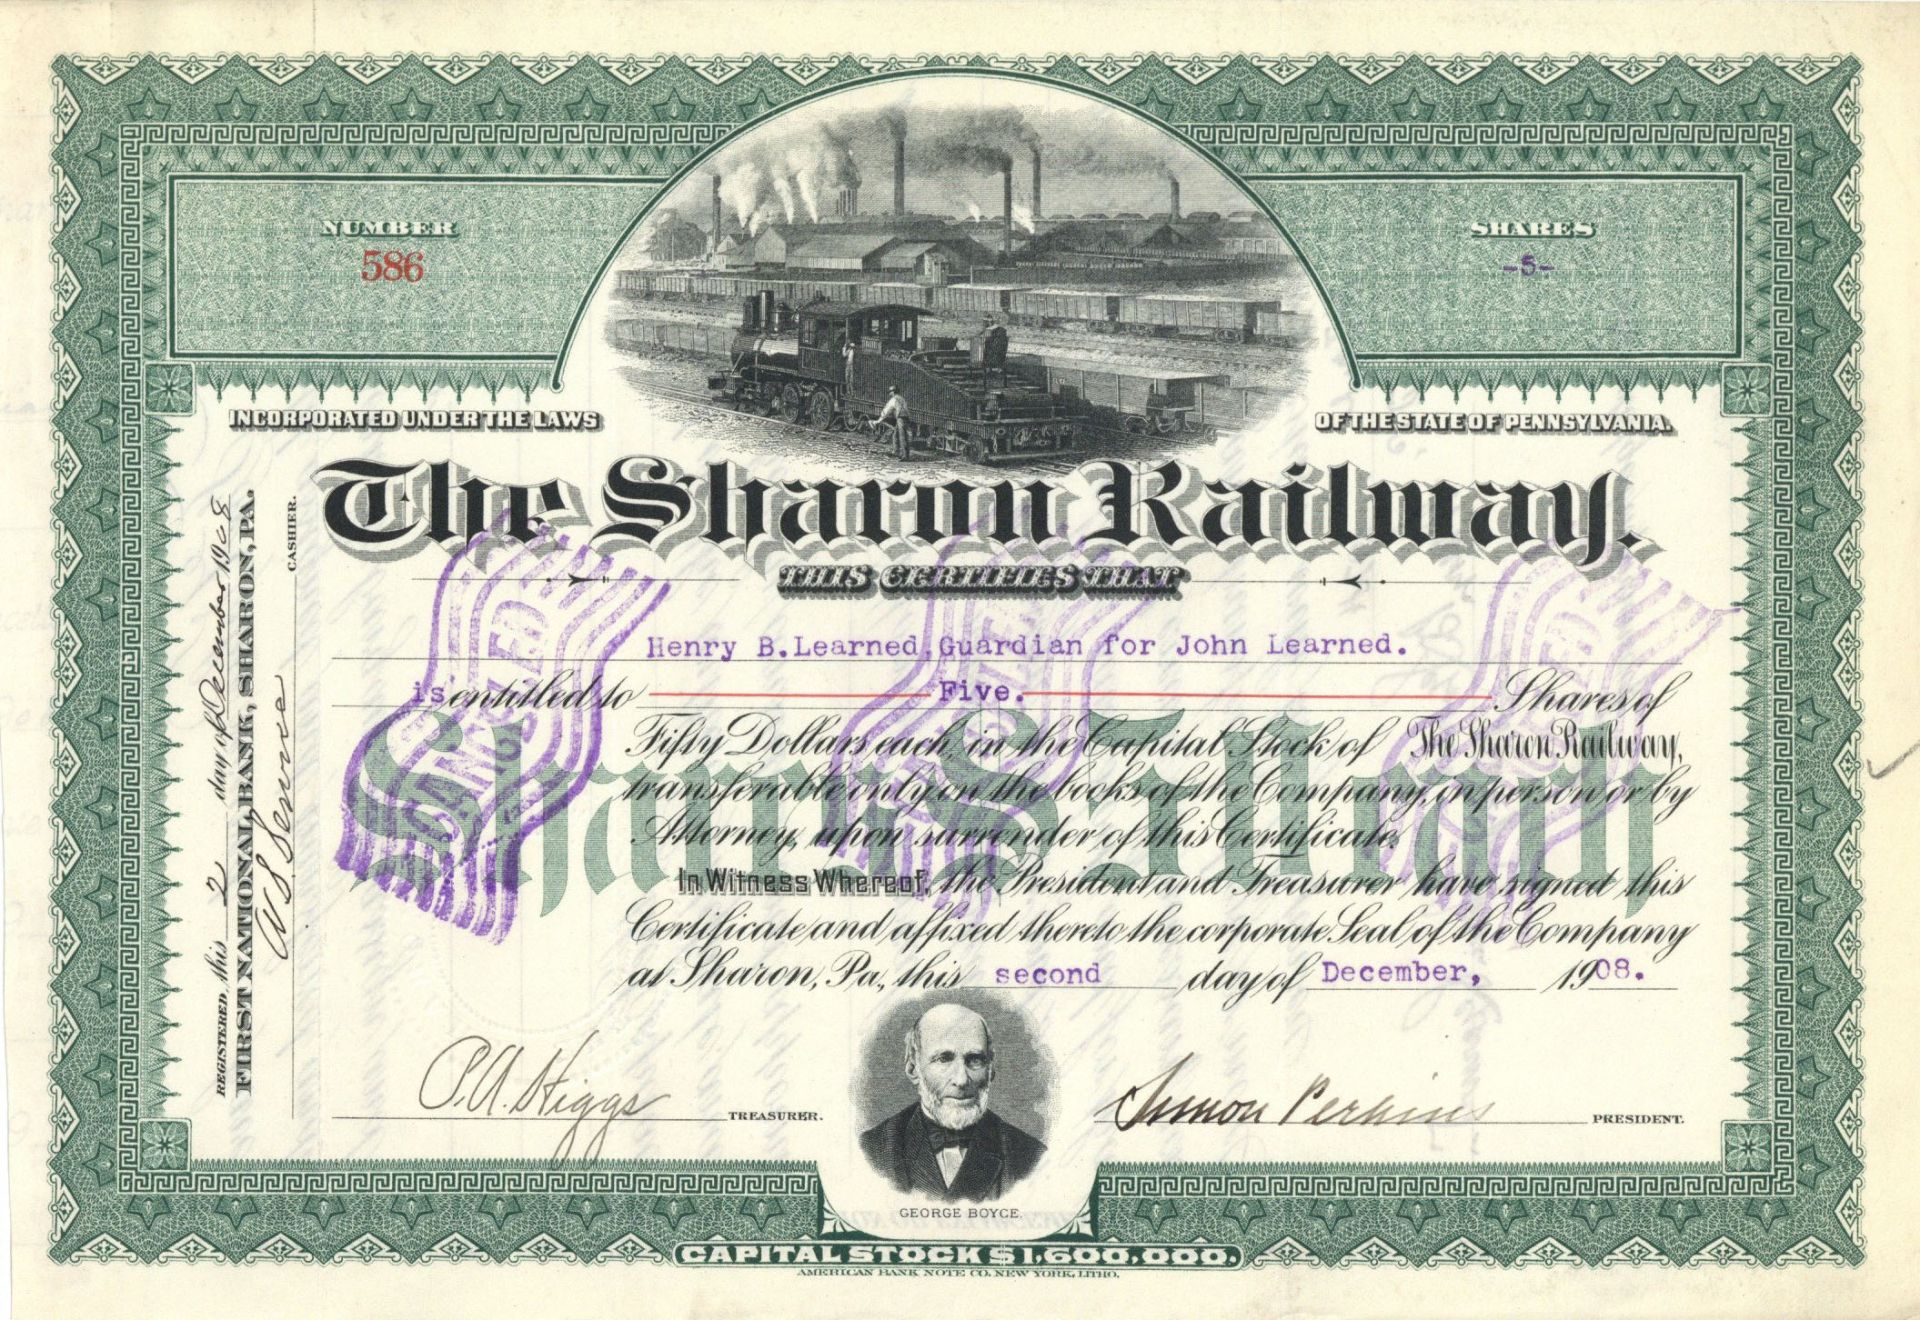 NUMBER
586
SHARES
-5-
INCORPORATED UNDER THE LAWS
OF THE STATE OF PENNSYLVANIA.
The Sharon Railway.
THIS CERTIFIES THAT
Henry B. Learned, Guardian for John Learned.
is entitled to Five. Shares of
Fifty Dollars each in the Capital Stock of The Sharon Railway,
transferable only on the books of the Company, in person or by
Attorney, upon surrender of this Certificate.
In Witness Whereof, the President and Treasurer have signed this
Certificate and affixed thereto the corporate Seal of the Company
at Sharon, Pa., this second day of December, 1908.
P.A. Higgs
TREASURER.
Simon Perkins
PRESIDENT.
GEORGE BOYCE.
CAPITAL STOCK $1,600,000.
AMERICAN BANK NOTE CO. NEW YORK, LITHO.
REGISTERED, this 2 day of December 1908
FIRST NATIONAL BANK, SHARON, PA.
CASHIER.
CANCELLED
CANCELLED
CANCELLED